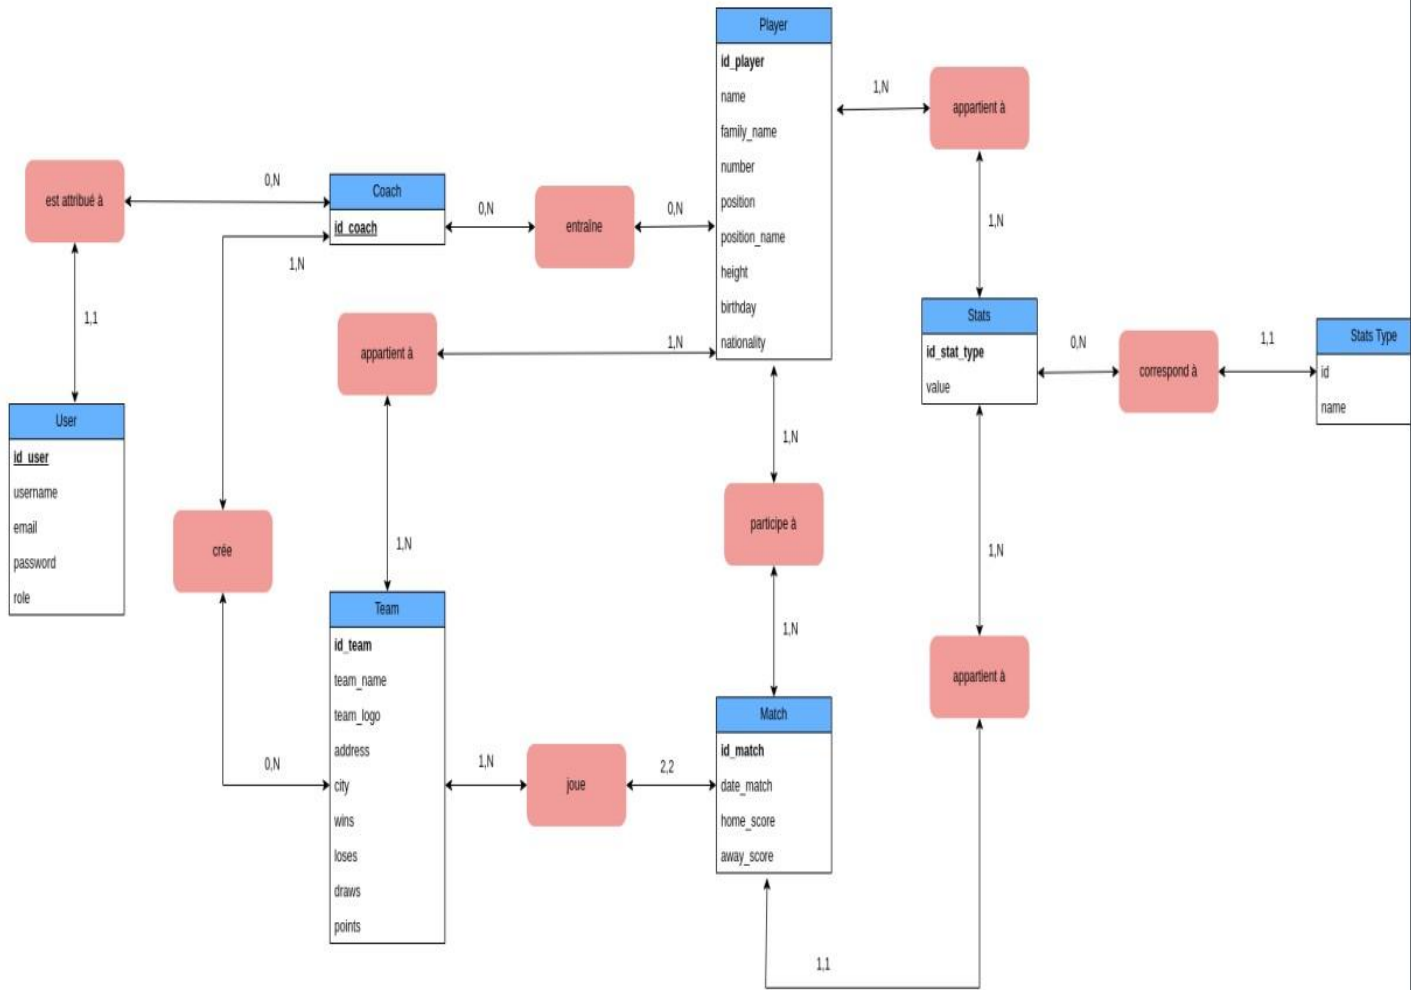 Player
id_player
name
family_name
number
position
position_name
height
birthday
nationality
1,N
appartient à
1,N
est attribué à
0,N
1,1
Coach
id_coach
0,N
entraîne
0,N
1,N
appartient à
1,N
1,N
Stats
id_stat_type
value
0,N
correspond à
1,1
Stats Type
id
name
User
id_user
username
email
password
role
crée
0,N
1,N
participe à
1,N
1,N
appartient à
1,1
Team
id_team
team_name
team_logo
address
city
wins
loses
draws
points
1,N
joue
2,2
Match
id_match
date_match
home_score
away_score